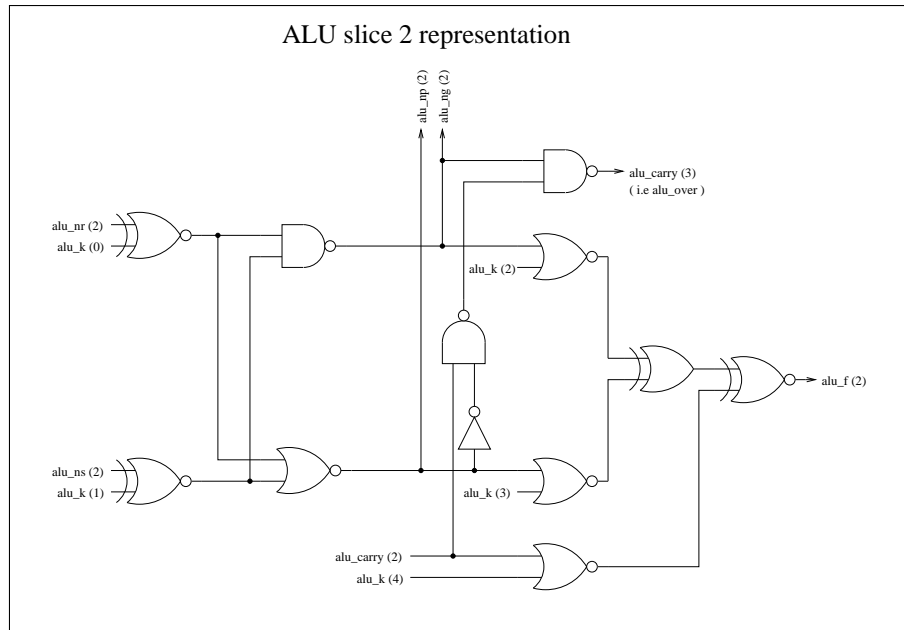 ALU slice 2 representation
alu_np (2)
alu_ng (2)
alu_carry (3)
( i.e alu_over )
alu_nr (2)
alu_k (0)
alu_k (2)
alu_f (2)
alu_ns (2)
alu_k (1)
alu_k (3)
alu_carry (2)
alu_k (4)